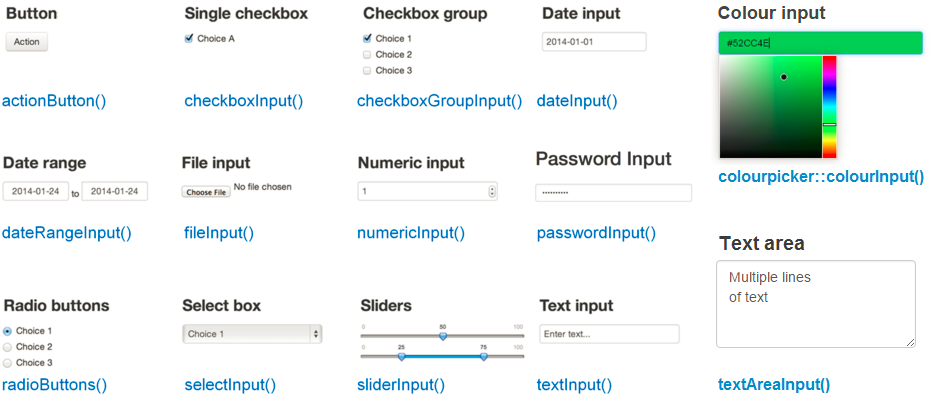 Button
Action
actionButton()
Single checkbox
Choice A
checkboxInput()
Checkbox group
Choice 1
Choice 2
Choice 3
checkboxGroupInput()
Date input
2014-01-01
dateInput()
Colour input
#52CC4E
colourpicker::colourInput()
Date range
2014-01-24 to 2014-01-24
dateRangeInput()
File input
Choose File No file chosen
fileInput()
Numeric input
1
numericInput()
Password Input
••••••••••
passwordInput()
Text area
Multiple lines
of text
textAreaInput()
Radio buttons
Choice 1
Choice 2
Choice 3
radioButtons()
Select box
Choice 1
selectInput()
Sliders
0 50 100
0 25 75 100
sliderInput()
Text input
Enter text...
textInput()